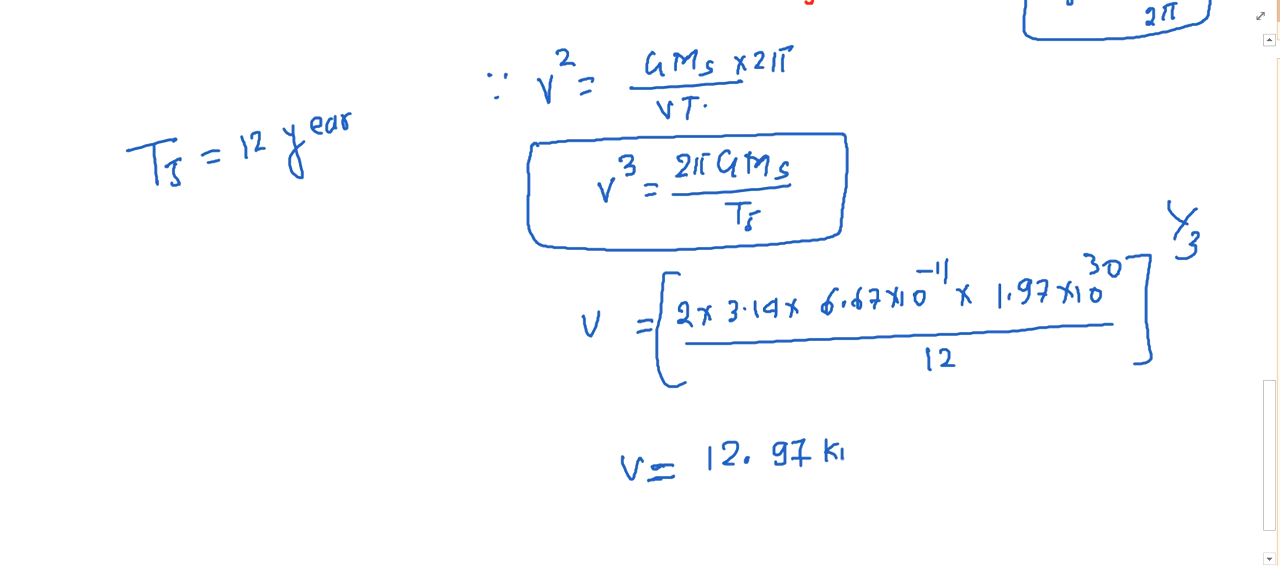 2π
∵ v² = GMs × 2π / vT.
TJ = 12 year
v³ = 2πGMs / TJ
v = [2 × 3.14 × 6.67×10⁻¹¹ × 1.97×10³⁰ / 12]^1/3
v = 12.97 k